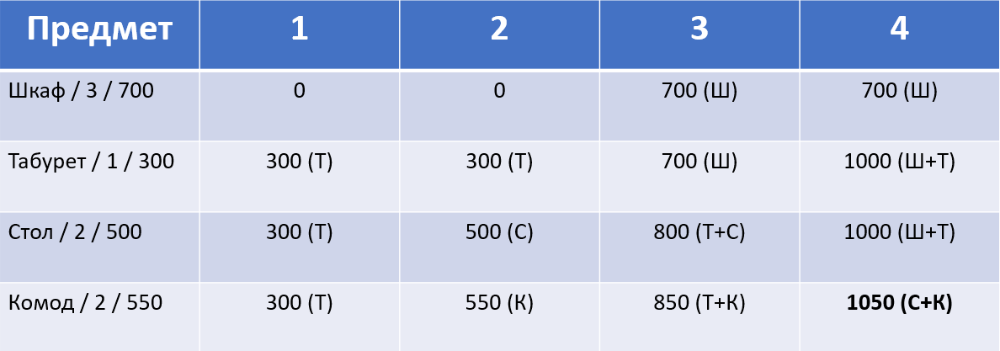 Предмет 1 2 3 4
Шкаф / 3 / 700 0 0 700 (Ш) 700 (Ш)
Табурет / 1 / 300 300 (Т) 300 (Т) 700 (Ш) 1000 (Ш+Т)
Стол / 2 / 500 300 (Т) 500 (С) 800 (Т+С) 1000 (Ш+Т)
Комод / 2 / 550 300 (Т) 550 (К) 850 (Т+К) 1050 (С+К)